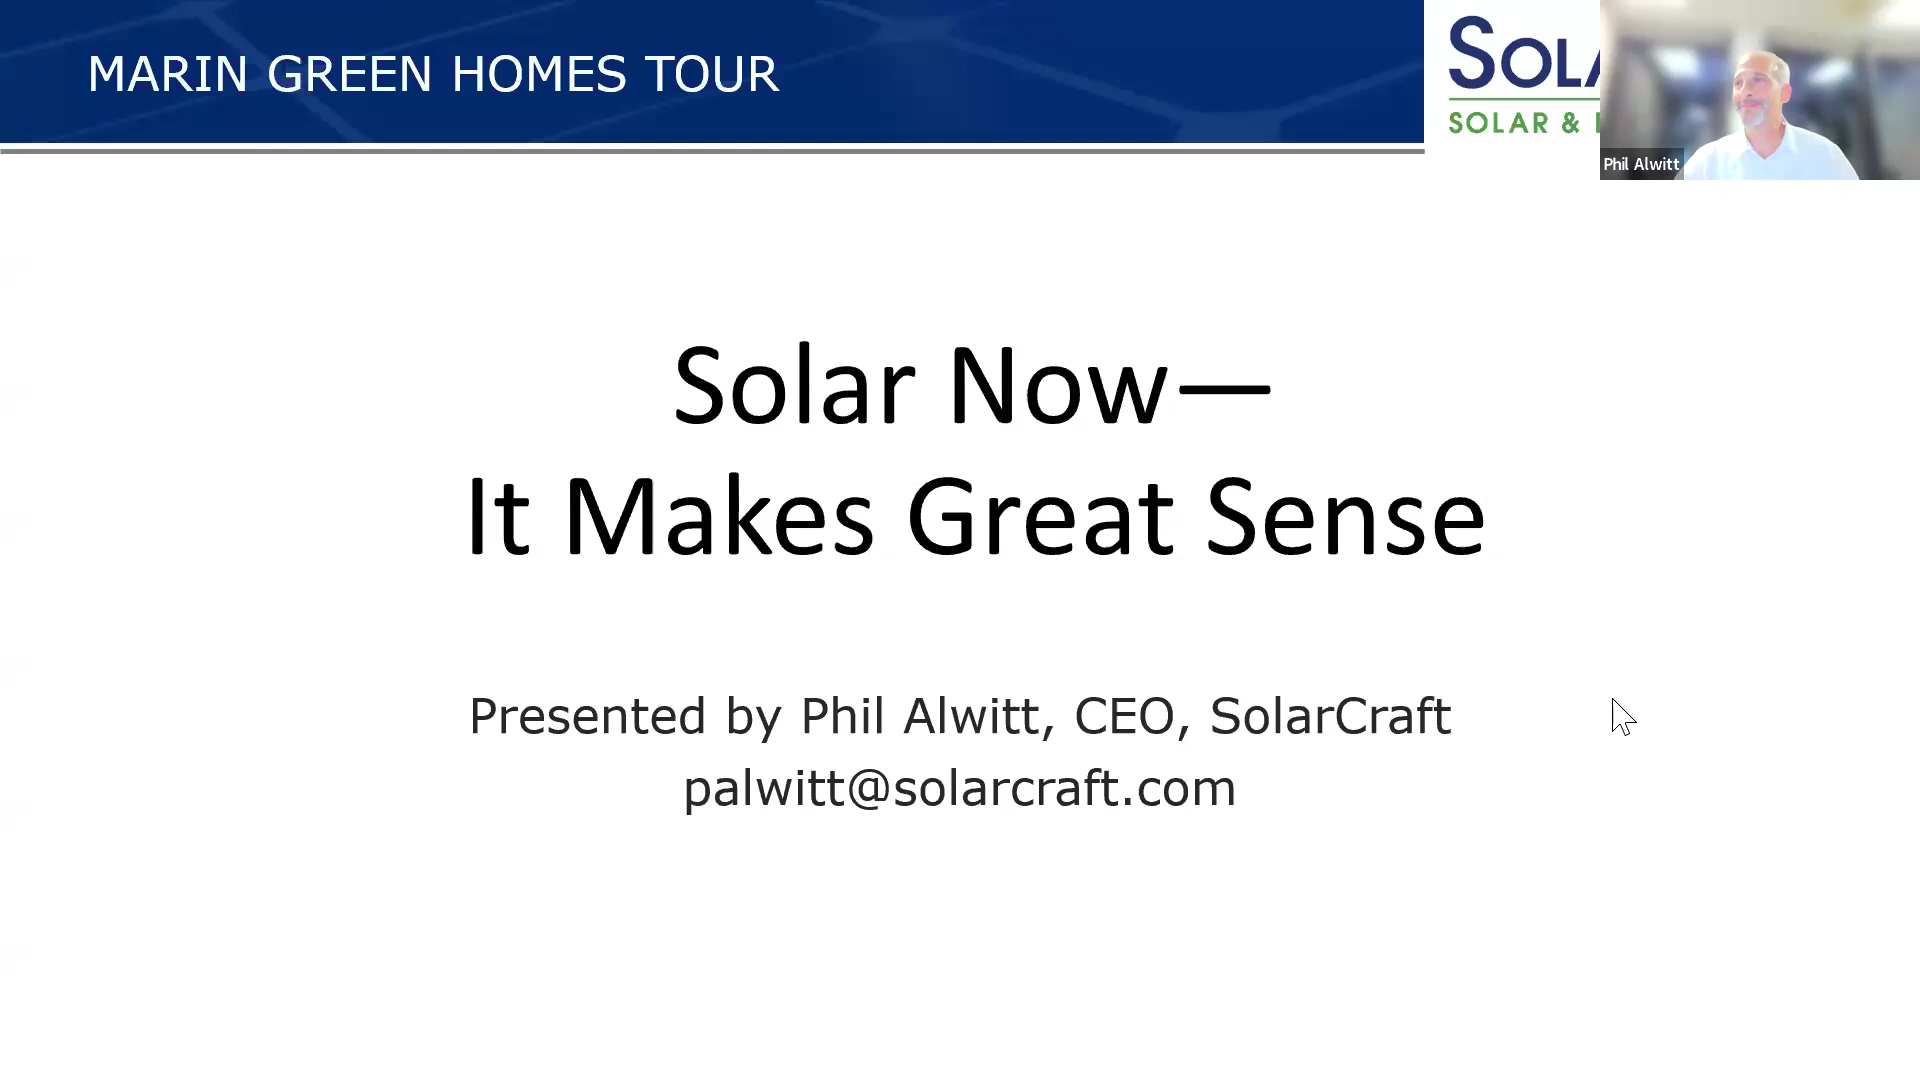 MARIN GREEN HOMES TOUR
SOLAR &
Phil Alwitt
Solar Now—
It Makes Great Sense
Presented by Phil Alwitt, CEO, SolarCraft
palwitt@solarcraft.com